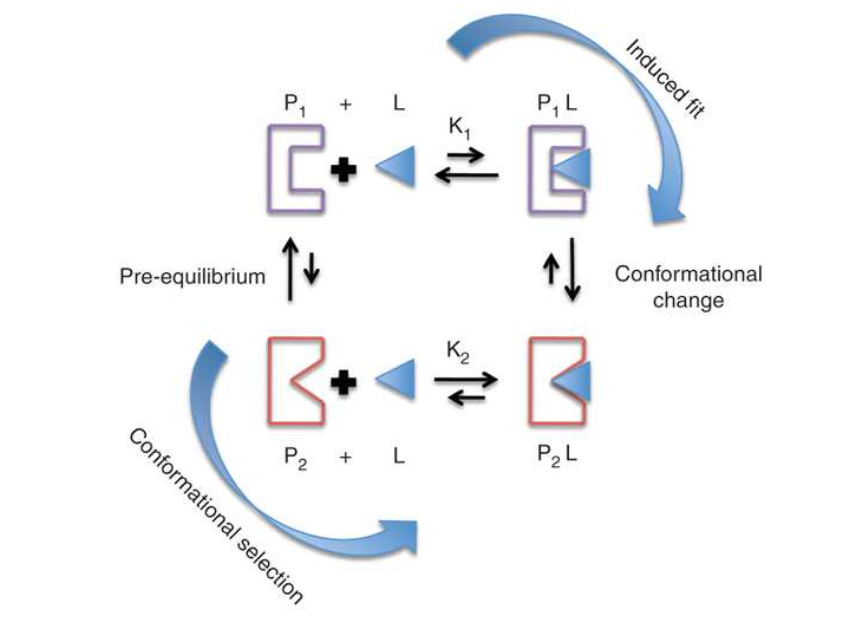 Induced fit
P1 + L
P1 L
K1
Pre-equilibrium
Conformational
change
K2
P2 + L
P2 L
Conformational selection